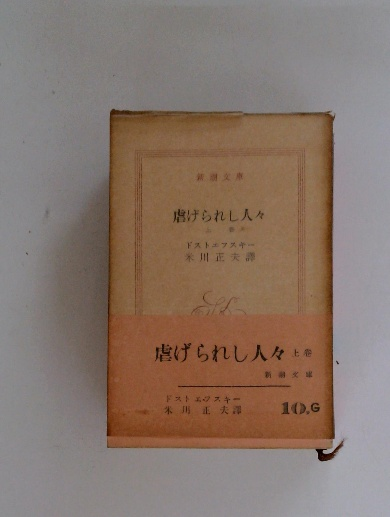 新潮文庫
虐げられし人々
上巻
ドストエフスキー
米川正夫譯
虐げられし人々 上巻
新潮文庫
ドストエフスキー
米川正夫譯
10.G